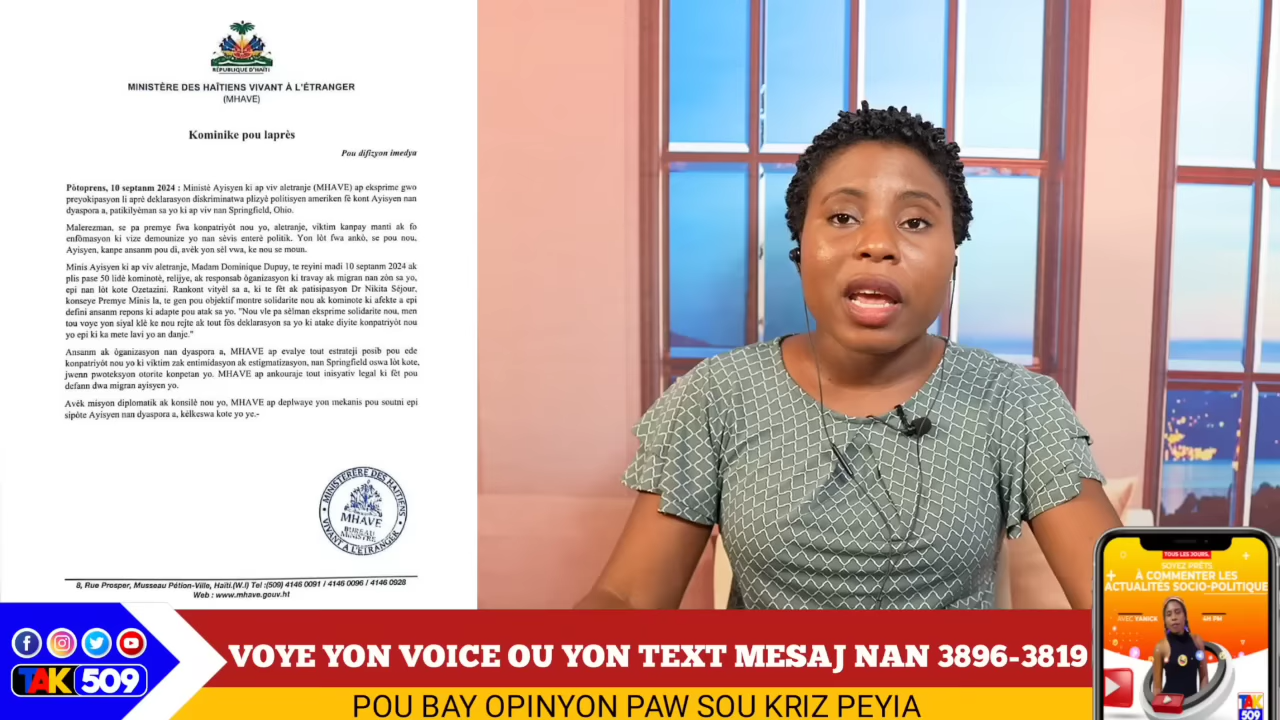 RÉPUBLIQUE D'HAÏTI
MINISTÈRE DES HAÏTIENS VIVANT À L'ÉTRANGER
(MHAVE)
Kominike pou laprès
Pou difizyon imedya
Pòtoprens, 10 septanm 2024 : Ministè Ayisyen ki ap viv aletranje (MHAVE) ap eksprime gwo
preyokipasyon li aprè deklarasyon diskriminatwa plizyè politisyen ameriken fè kont Ayisyen nan
dyaspora a, patikilyèman sa yo ki ap viv nan Springfield, Ohio.
Malerezman, se pa premye fwa konpatriyòt nou yo, aletranje, viktim kanpay manti ak fo
enfòmasyon ki vize demounize yo nan sèvis enterè politik. Yon lòt fwa ankò, se pou nou,
Ayisyen, kanpe ansanm pou di, avèk yon sèl vwa, ke nou se moun.
Minis Ayisyen ki ap viv aletranje, Madam Dominique Dupuy, te reyini madi 10 septanm 2024 ak
plis pase 50 lidè kominotè, relijye, ak responsab òganizasyon ki travay ak migran nan zòn sa yo,
epi nan lòt kote Ozetazini. Rankont vityèl sa a, ki te fèt ak patisipasyon Dr Nikita Séjour,
konseye Premye Minis la, te gen pou objektif montre solidarite nou ak kominote ki afekte a epi
defini ansanm repons ki adapte pou atak sa yo. "Nou vle pa sèlman eksprime solidarite nou, men
tou voye yon siyal klè ke nou rejte ak tout fòs deklarasyon sa yo ki atake diyite konpatriyòt nou
yo epi ki ka mete lavi yo an danje."
Ansanm ak òganizasyon nan dyaspora a, MHAVE ap evalye tout estrateji posib pou ede
konpatriyòt nou yo ki viktim zak entimidasyon ak estigmatizasyon, nan Springfield oswa lòt kote,
jwenn pwoteksyon otorite konpetan yo. MHAVE ap ankouraje tout inisyativ legal ki fèt pou
defann dwa migran ayisyen yo.
Avèk misyon diplomatik ak konsilè nou yo, MHAVE ap deplwaye yon mekanis pou soutni epi
sipòte Ayisyen nan dyaspora a, kèlkeswa kote yo ye.-
MINISTERÈRE DES HAITIENS
MHAVE
BUREAU
MINISTRE
VIVANT A L'ETRANGER
8, Rue Prosper, Musseau Pétion-Ville, Haïti.(W.I) Tel :(509) 4146 0091 / 4146 0096 / 4146 0928
Web : www.mhave.gouv.ht
TOUS LES JOURS,
SOYEZ PRÊTS
À COMMENTER LES
ACTUALITÉS SOCIO-POLITIQUE
AVEC YANICK
4H PM
TAK 509
VOYE YON VOICE OU YON TEXT MESAJ NAN 3896-3819
POU BAY OPINYON PAW SOU KRIZ PEYIA
TAK
509